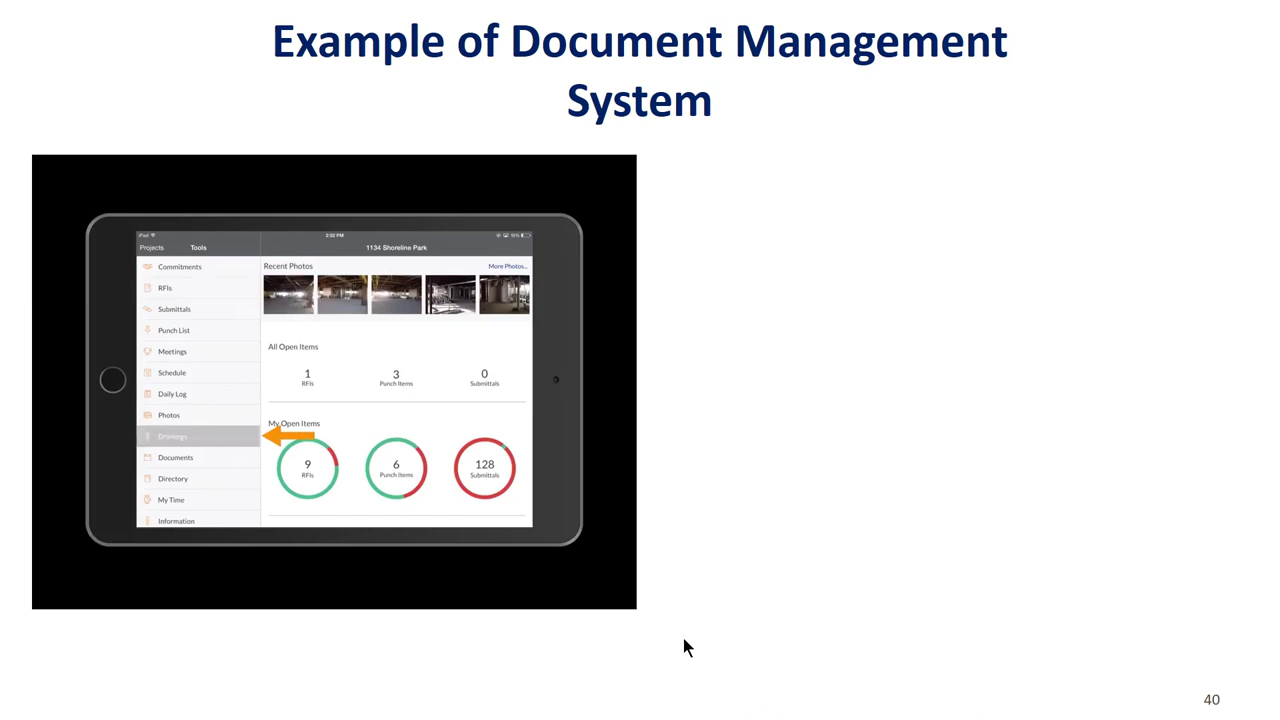 Example of Document Management
System
iPad
2:02 PM
Projects
Tools
1134 Shoreline Park
Commitments
RFIs
Submittals
Punch List
Meetings
Schedule
Daily Log
Photos
Drawings
Documents
Directory
My Time
Information
Recent Photos
More Photos...
All Open Items
1
RFIs
3
Punch Items
0
Submittals
My Open Items
9
RFIs
6
Punch Items
128
Submittals
40